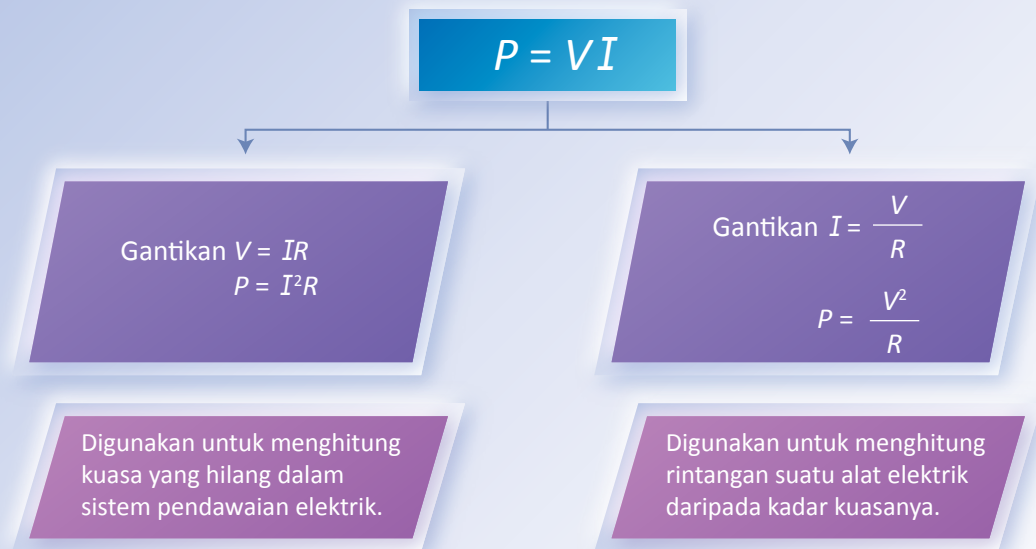 P = VI
Gantikan V = IR
P = I²R
Digunakan untuk menghitung
kuasa yang hilang dalam
sistem pendawaian elektrik.
Gantikan I = V/R
P = V²/R
Digunakan untuk menghitung
rintangan suatu alat elektrik
daripada kadar kuasanya.